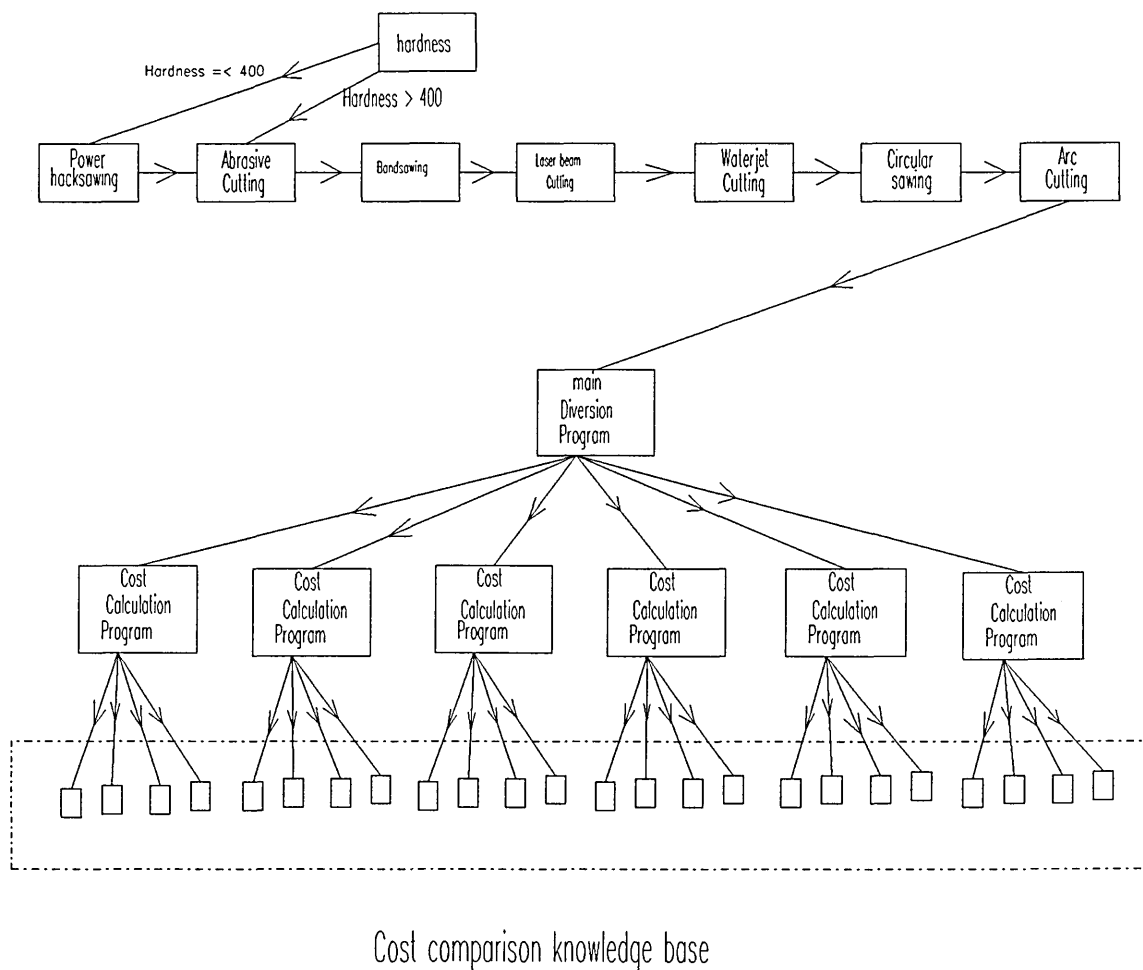 hardness
Hardness =< 400
Hardness > 400
Power
hacksawing
Abrasive
Cutting
Bandsawing
Laser beam
Cutting
Waterjet
Cutting
Circular
sawing
Arc
Cutting
main
Diversion
Program
Cost
Calculation
Program
Cost
Calculation
Program
Cost
Calculation
Program
Cost
Calculation
Program
Cost
Calculation
Program
Cost
Calculation
Program
Cost comparison knowledge base